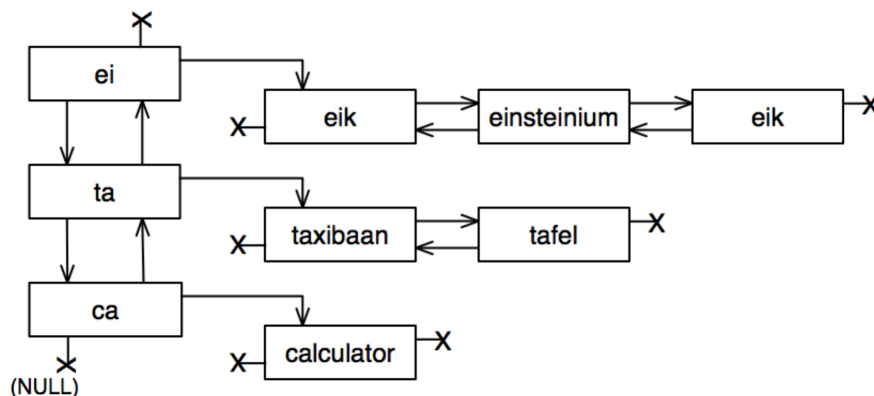 ei
eik einsteinium eik
ta
taxibaan tafel
ca
calculator
(NULL)